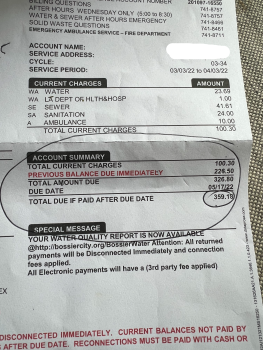 BILLING QUESTIONS
AFTER HOURS WEDNESDAY ONLY (5:00 to 6:30) 741-8757
WATER & SEWER AFTER HOURS EMERGENCY 741-8469
SOLID WASTE QUESTIONS 741-8461
EMERGENCY AMBULANCE SERVICE - FIRE DEPARTMENT 741-8711
ACCOUNT NAME:
SERVICE ADDRESS:
CYCLE: 03-34
SERVICE PERIOD: 03/03/22 to 04/03/22
CURRENT CHARGES AMOUNT
WA WATER 23.69
WA LA DEPT OR HLTH&HOSP 1.00
SE SEWER 41.61
SA SANITATION 24.00
A AMBULANCE 10.00
TOTAL CURRENT CHARGES 100.30
ACCOUNT SUMMARY
TOTAL CURRENT CHARGES 100.30
PREVIOUS BALANCE DUE IMMEDIATELY 226.50
TOTAL AMOUNT DUE 326.80
DUE DATE 05/17/22
TOTAL DUE IF PAID AFTER DUE DATE 359.18
SPECIAL MESSAGE
YOUR WATER QUALITY REPORT IS NOW AVAILABLE
@http://bossiercity.org/BossierWater Attention: All returned
payments will be Disconnected Immediately and connection
fees applied.
All Electronic payments will have a (3rd party fee applied)
EX
DISCONNECTED IMMEDIATELY. CURRENT BALANCES NOT PAID BY
AFTER DUE DATE. RECONNECTIONS MUST BE PAID WITH CASH OR